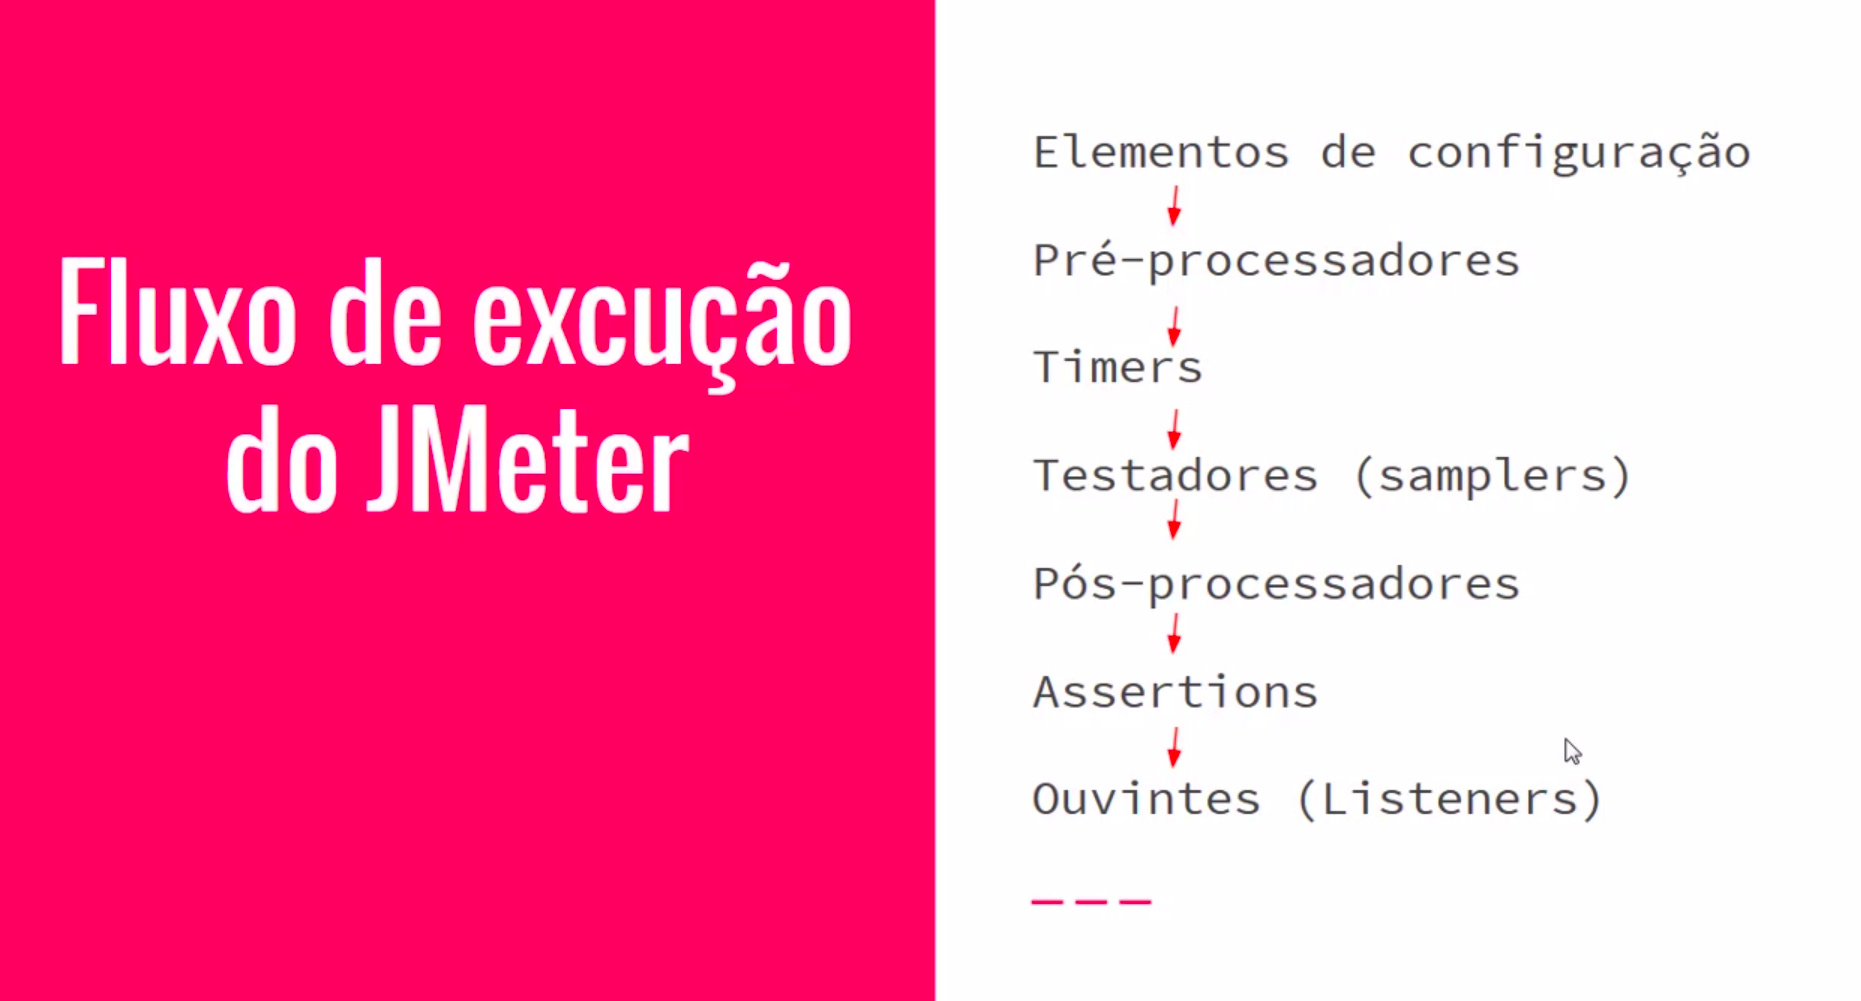 Fluxo de excução
do JMeter
Elementos de configuração
Pré-processadores
Timers
Testadores (samplers)
Pós-processadores
Assertions
Ouvintes (Listeners)